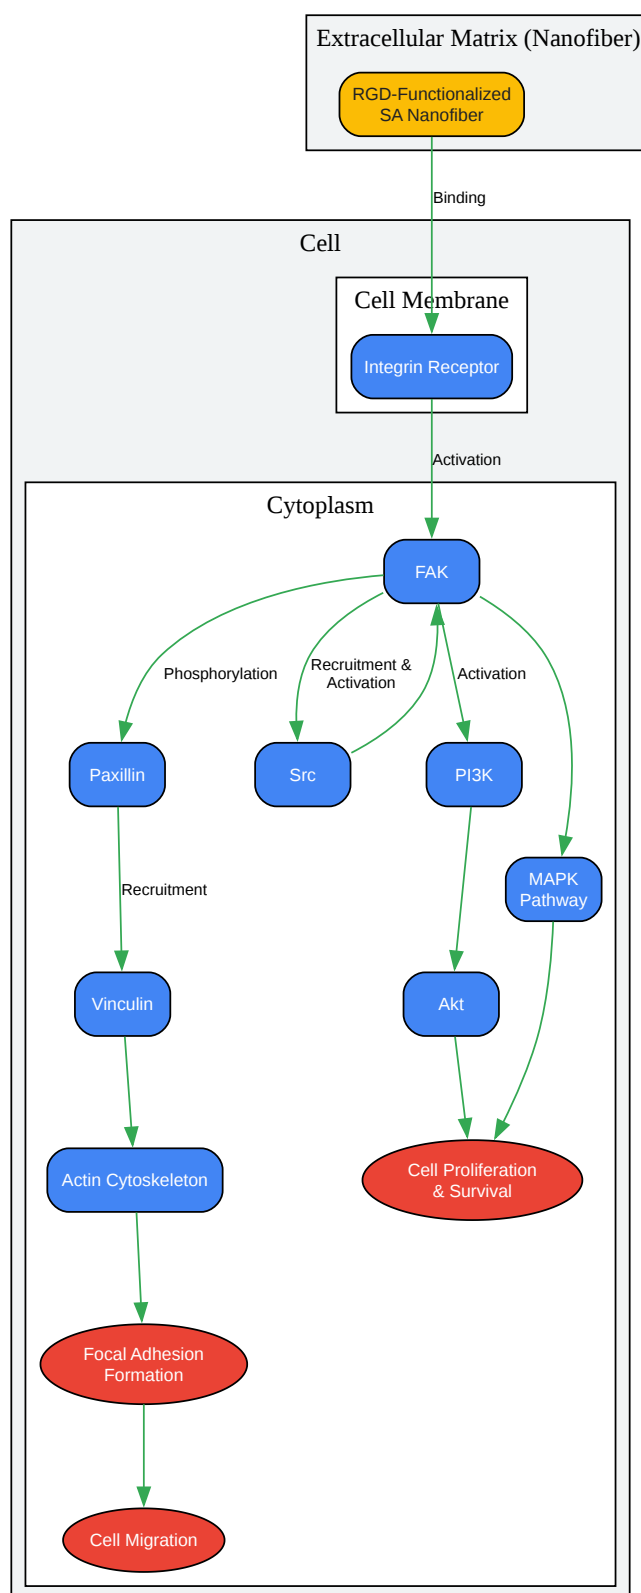 Extracellular Matrix (Nanofiber)
RGD-Functionalized
SA Nanofiber
Binding
Cell
Cell Membrane
Integrin Receptor
Activation
Cytoplasm
FAK
Phosphorylation
Recruitment &
Activation
Activation
Paxillin
Src
PI3K
MAPK
Pathway
Recruitment
Vinculin
Akt
Actin Cytoskeleton
Cell Proliferation
& Survival
Focal Adhesion
Formation
Cell Migration